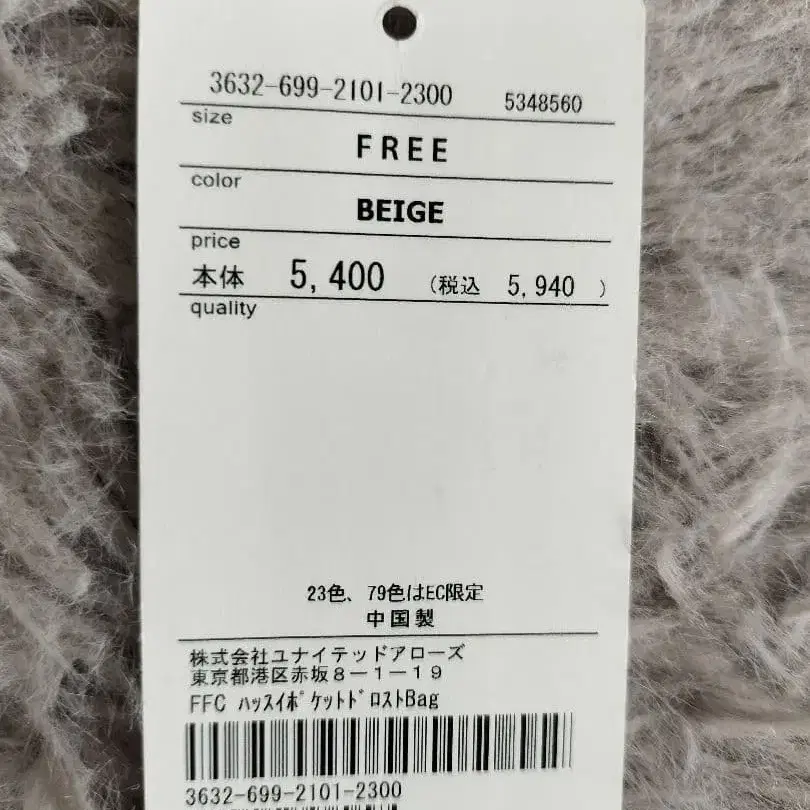 3632-699-2101-2300 5348560
size
FREE
color
BEIGE
price
本体 5,400 (税込 5,940 )
quality
23色、79色はEC限定
中国製
株式会社ユナイテッドアローズ
東京都港区赤坂8-1-19
FFC ﾊｯｽｲﾎﾟｹｯﾄﾄﾞﾛｽﾄBag
3632-699-2101-2300